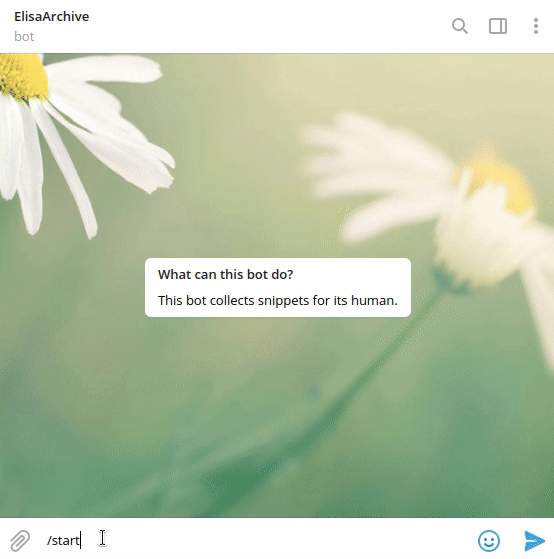 ElisaArchive
bot
What can this bot do?
This bot collects snippets for its human.
/start